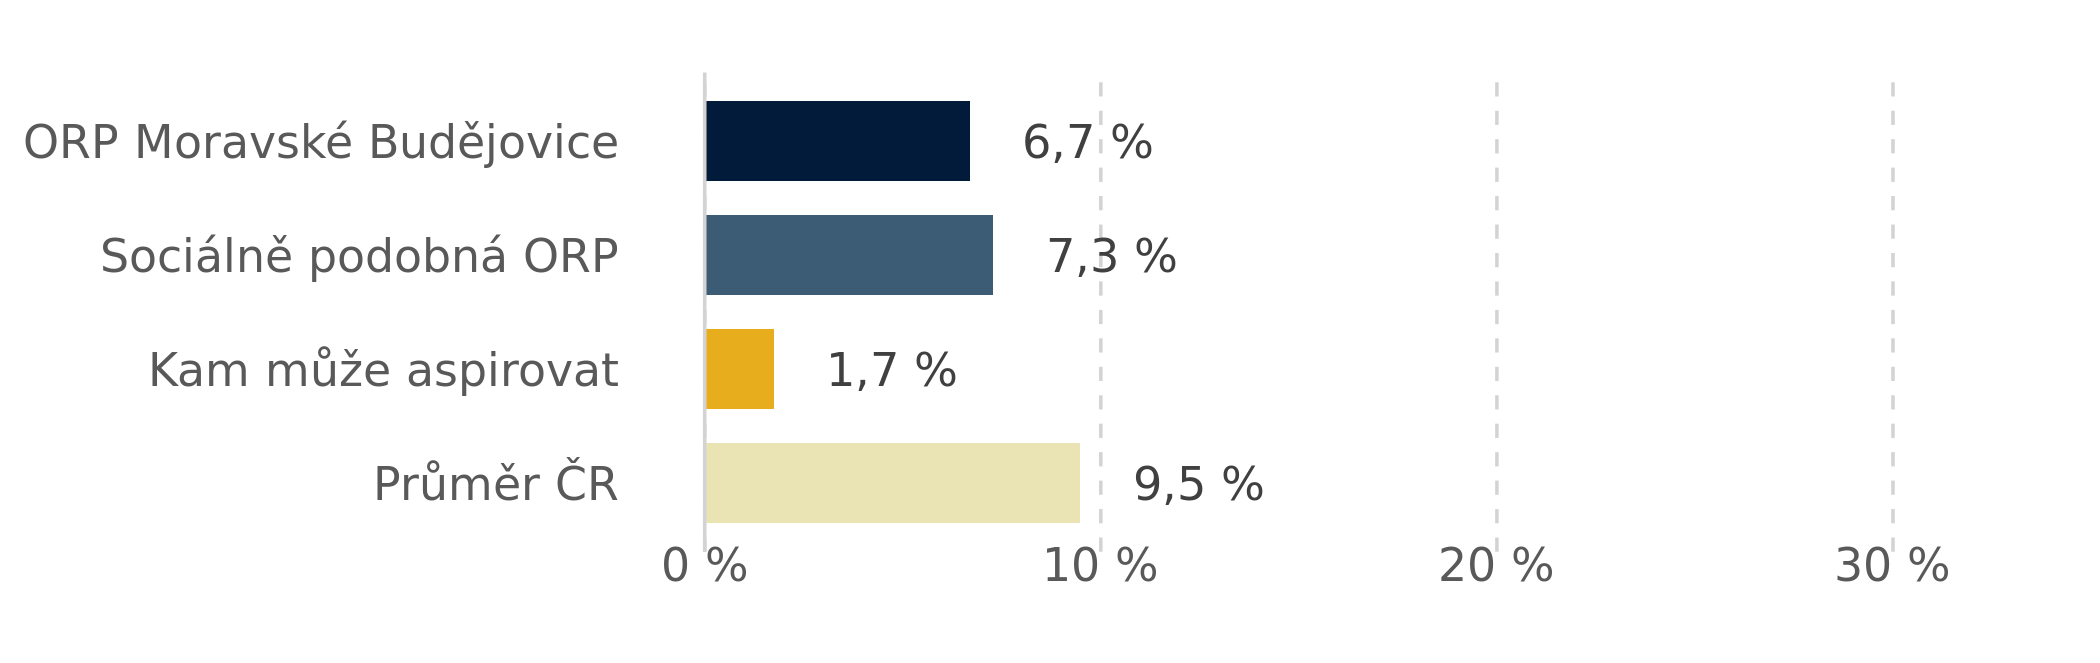 ORP Moravské Budějovice 6,7 %
Sociálně podobná ORP 7,3 %
Kam může aspirovat 1,7 %
Průměr ČR 9,5 %
0 % 10 % 20 % 30 %